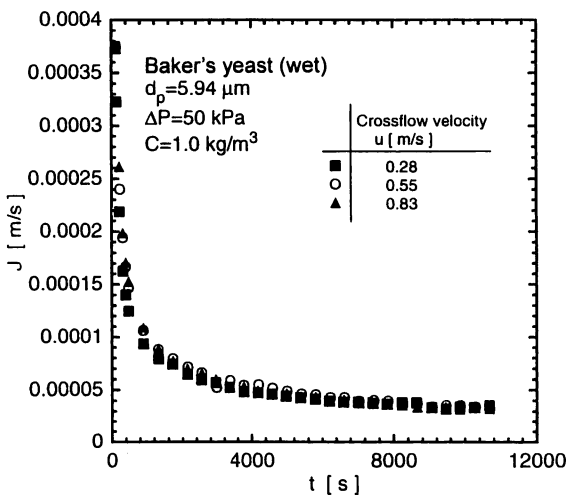 0.0004
0.00035
0.0003
0.00025
0.0002
0.00015
0.0001
0.00005
0
J [ m/s ]
Baker's yeast (wet)
dp=5.94 μm
ΔP=50 kPa
C=1.0 kg/m³
Crossflow velocity
u [ m/s ]
■ 0.28
○ 0.55
▲ 0.83
0 4000 8000 12000
t [ s ]